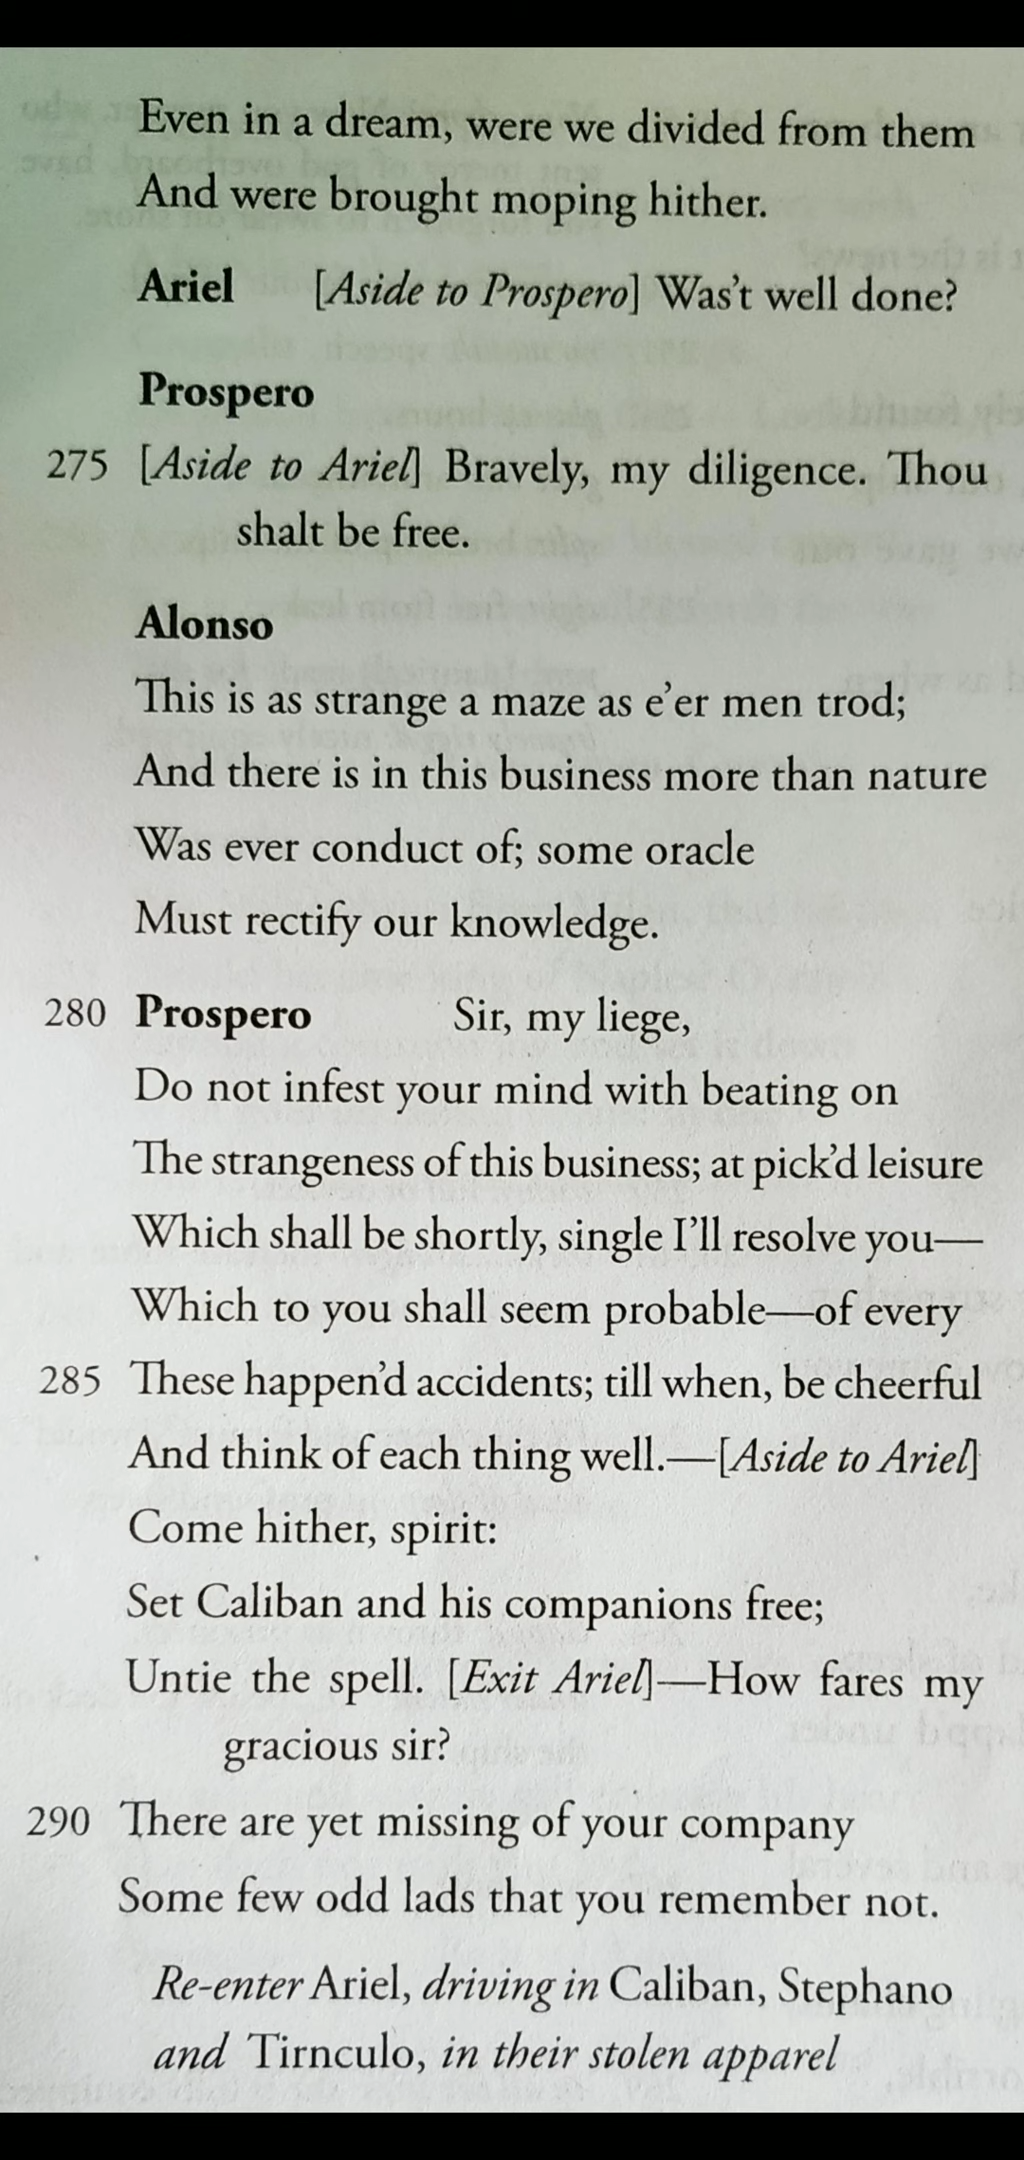 Even in a dream, were we divided from them
And were brought moping hither.
Ariel [Aside to Prospero] Was't well done?
Prospero
275 [Aside to Ariel] Bravely, my diligence. Thou
shalt be free.
Alonso
This is as strange a maze as e'er men trod;
And there is in this business more than nature
Was ever conduct of; some oracle
Must rectify our knowledge.
280 Prospero Sir, my liege,
Do not infest your mind with beating on
The strangeness of this business; at pick'd leisure
Which shall be shortly, single I'll resolve you—
Which to you shall seem probable—of every
285 These happen'd accidents; till when, be cheerful
And think of each thing well.—[Aside to Ariel]
Come hither, spirit:
Set Caliban and his companions free;
Untie the spell. [Exit Ariel]—How fares my
gracious sir?
290 There are yet missing of your company
Some few odd lads that you remember not.
Re-enter Ariel, driving in Caliban, Stephano
and Tirnculo, in their stolen apparel